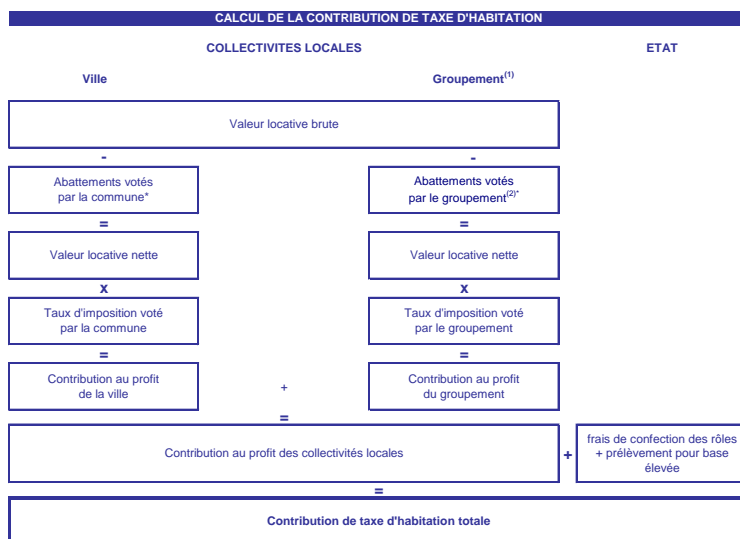 CALCUL DE LA CONTRIBUTION DE TAXE D'HABITATION
COLLECTIVITES LOCALES
ETAT
Ville
Groupement(1)
Valeur locative brute
-
-
Abattements votés
par la commune*
Abattements votés
par le groupement(2)*
=
=
Valeur locative nette
Valeur locative nette
x
x
Taux d'imposition voté
par la commune
Taux d'imposition voté
par le groupement
=
=
Contribution au profit
de la ville
+
Contribution au profit
du groupement
=
Contribution au profit des collectivités locales
+
frais de confection des rôles
+ prélèvement pour base
élevée
=
Contribution de taxe d'habitation totale